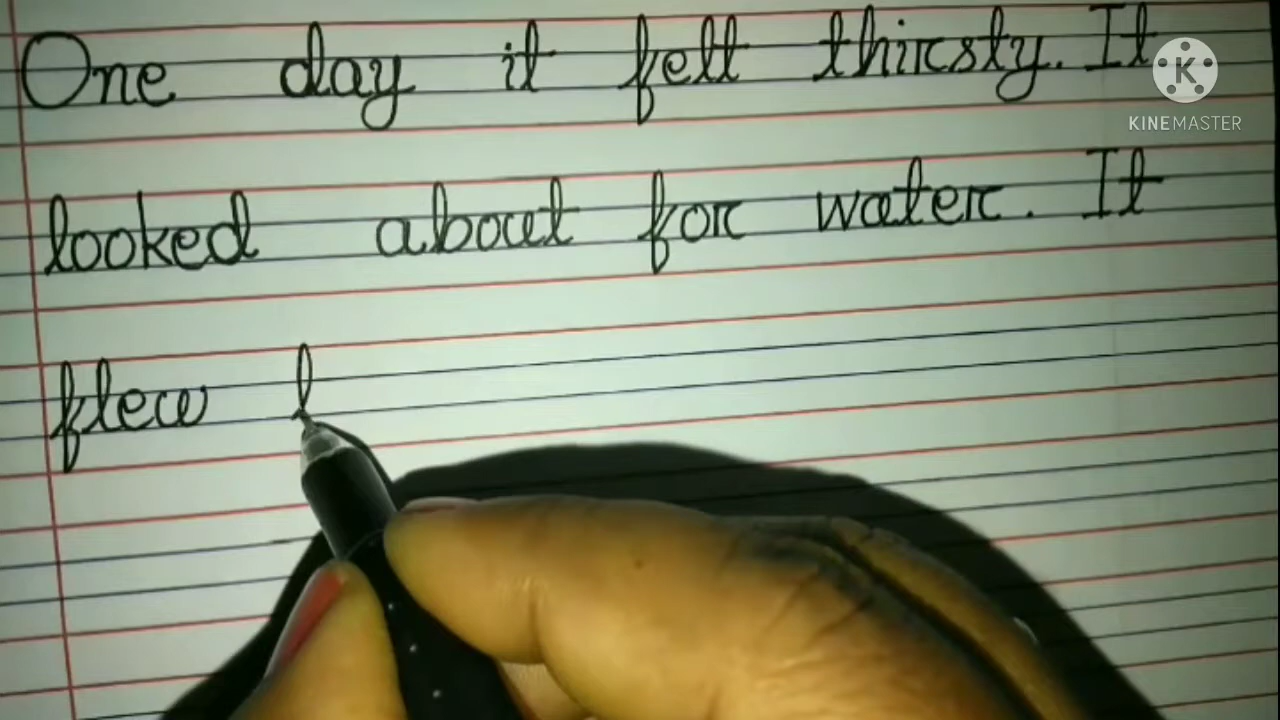 One day it felt thirsty. It
looked about for water. It
flew
KINEMASTER